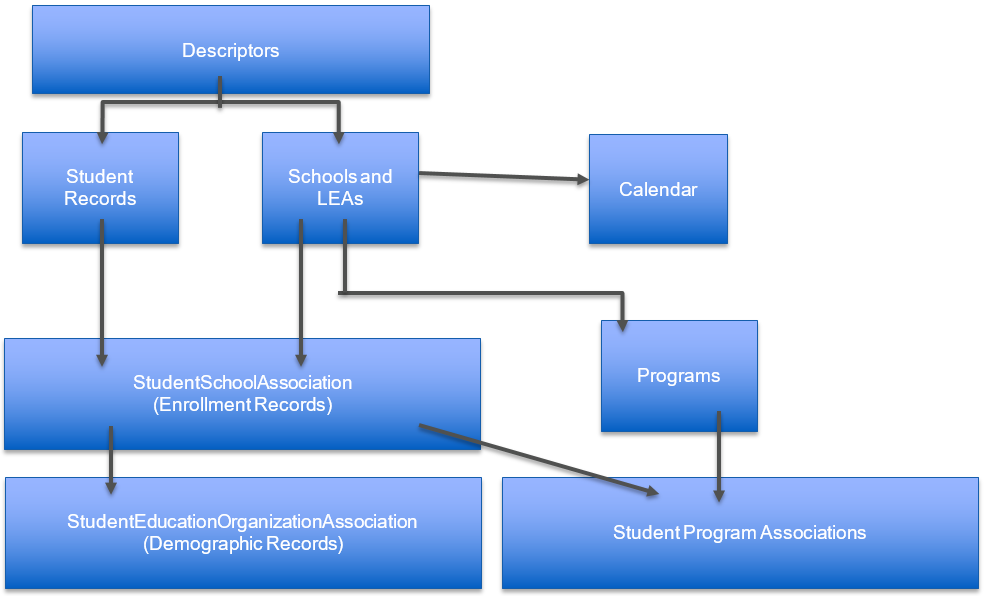 Descriptors
Student
Records
Schools and
LEAs
Calendar
StudentSchoolAssociation
(Enrollment Records)
Programs
StudentEducationOrganizationAssociation
(Demographic Records)
Student Program Associations